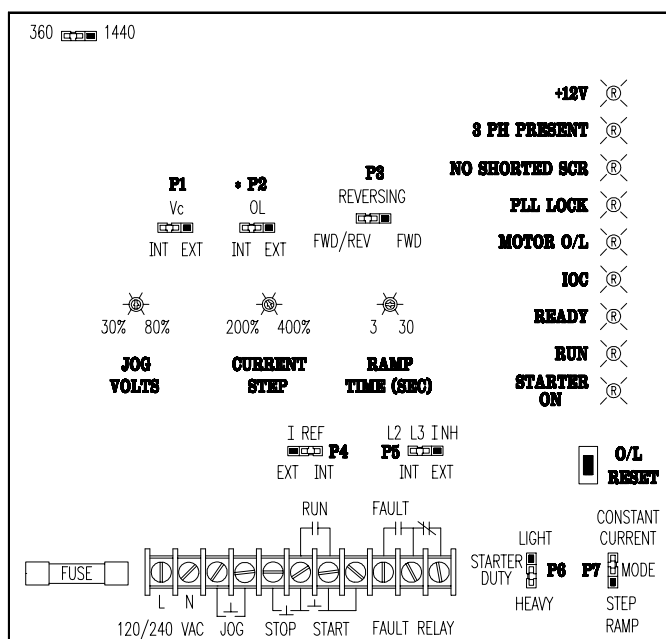 360 1440
+12V
3 PH PRESENT
NO SHORTED SCR
PLL LOCK
MOTOR O/L
IOC
READY
RUN
STARTER
ON
P1
Vc
INT EXT
* P2
OL
INT EXT
P3
REVERSING
FWD/REV FWD
30% 80%
JOG
VOLTS
200% 400%
CURRENT
STEP
3 30
RAMP
TIME (SEC)
I REF
P4
EXT INT
L2 L3 INH
P5
INT EXT
O/L
RESET
RUN
FAULT
FUSE
L N
120/240 VAC JOG STOP START FAULT RELAY
LIGHT
STARTER
DUTY
P6
HEAVY
CONSTANT
CURRENT
P7 MODE
STEP
RAMP
R
R
R
R
R
R
R
R
R